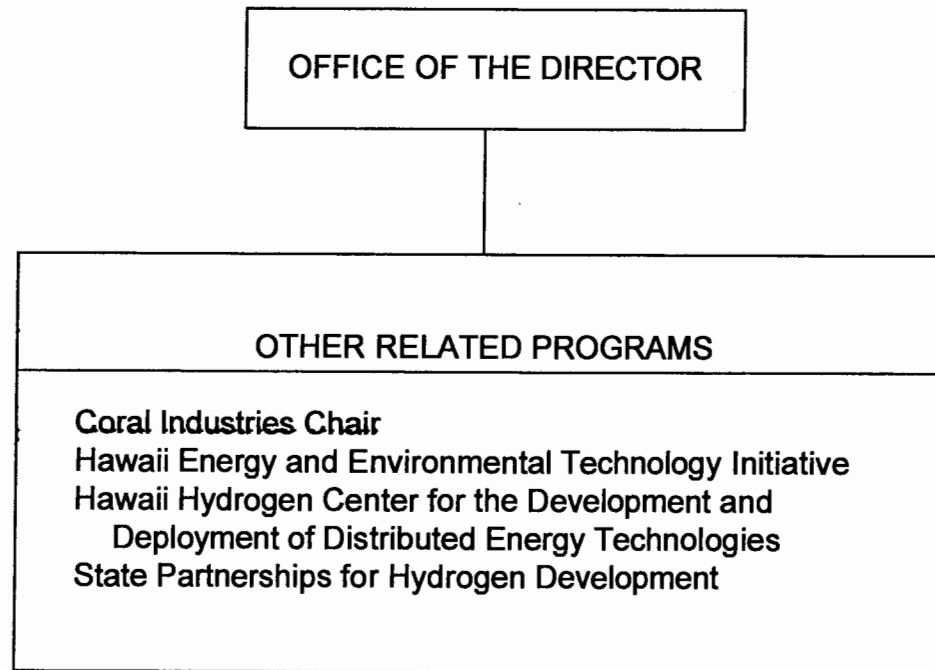 OFFICE OF THE DIRECTOR
OTHER RELATED PROGRAMS
Coral Industries Chair
Hawaii Energy and Environmental Technology Initiative
Hawaii Hydrogen Center for the Development and
Deployment of Distributed Energy Technologies
State Partnerships for Hydrogen Development